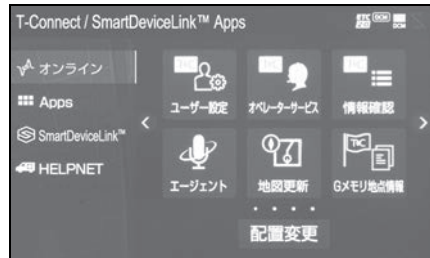 T-Connect / SmartDeviceLink™ Apps
オンライン
Apps
SmartDeviceLink™
HELPNET
ユーザー設定
オペレーターサービス
情報確認
エージェント
地図更新
Gメモリ地点情報
配置変更